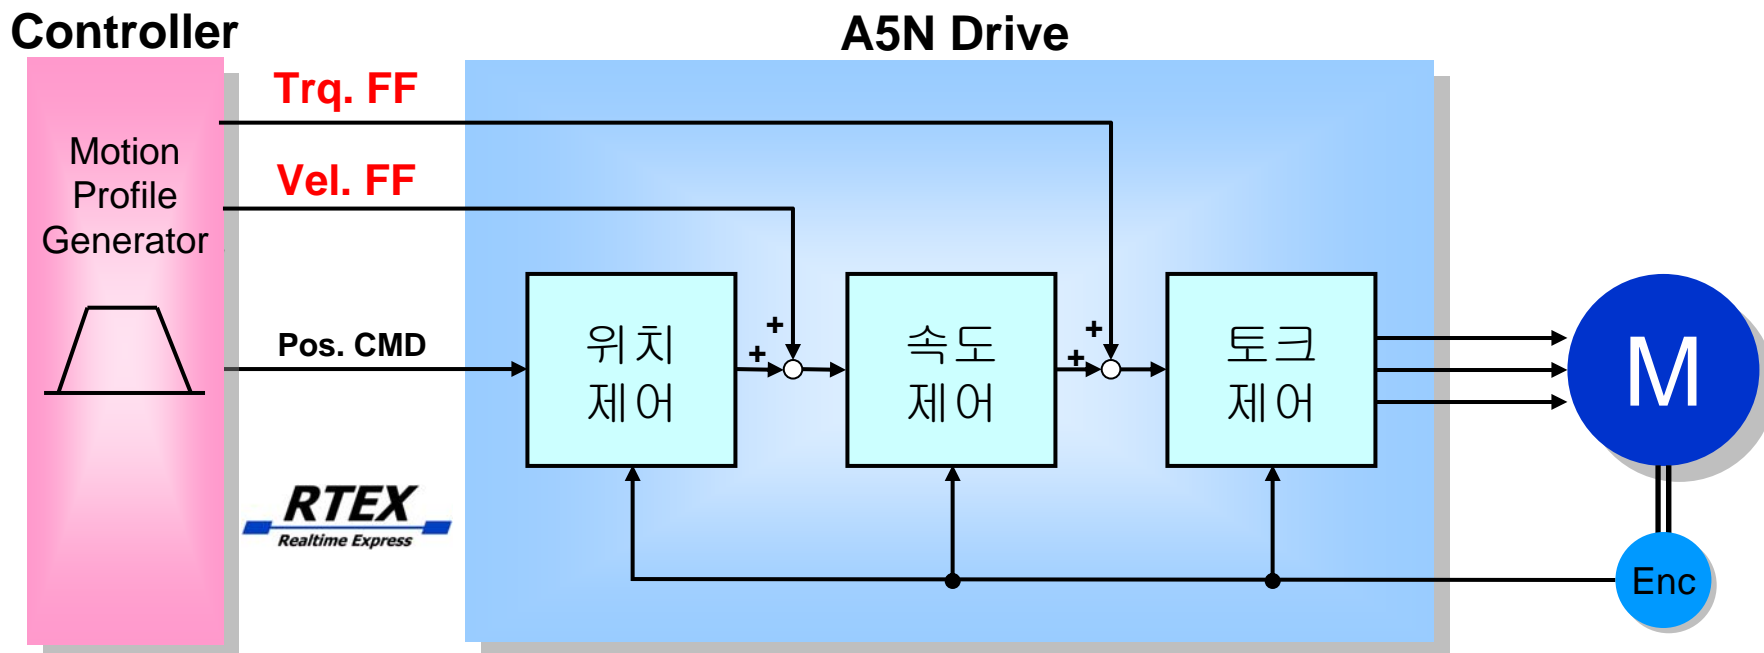 Controller
A5N Drive
Trq. FF
Motion
Profile
Generator
Vel. FF
Pos. CMD
위치
제어
+
+
속도
제어
+
+
토크
제어
M
RTEX
Realtime Express
Enc